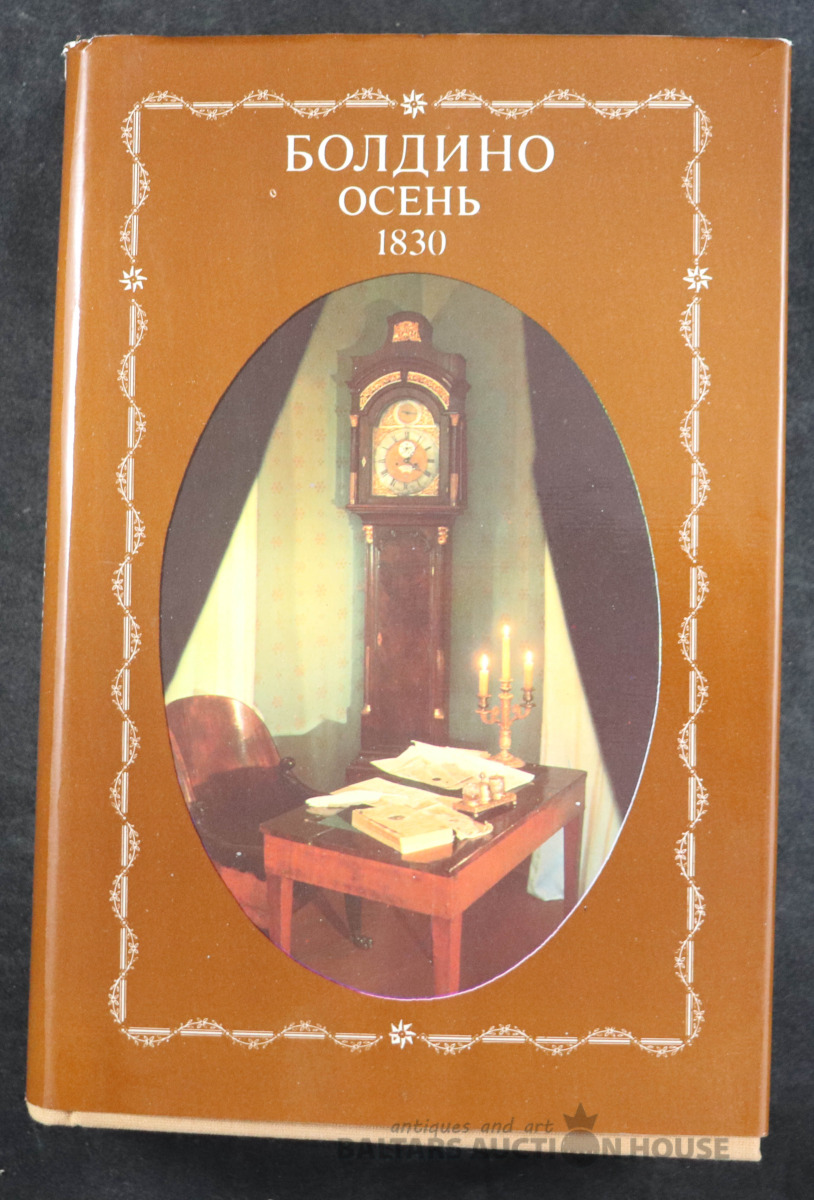 БОЛДИНО
ОСЕНЬ
1830
antiques and art
BALTARS AUCTION HOUSE